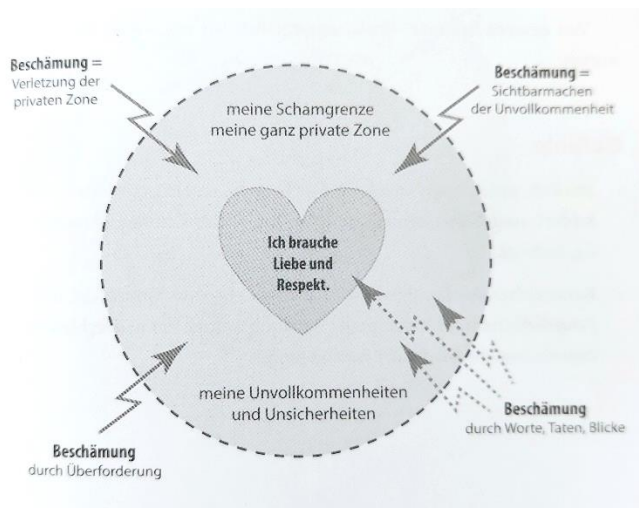 Beschämung =
Verletzung der
privaten Zone
Beschämung =
Sichtbarmachen
der Unvollkommenheit
meine Schamgrenze
meine ganz private Zone
Ich brauche
Liebe und
Respekt.
meine Unvollkommenheiten
und Unsicherheiten
Beschämung
durch Überforderung
Beschämung
durch Worte, Taten, Blicke